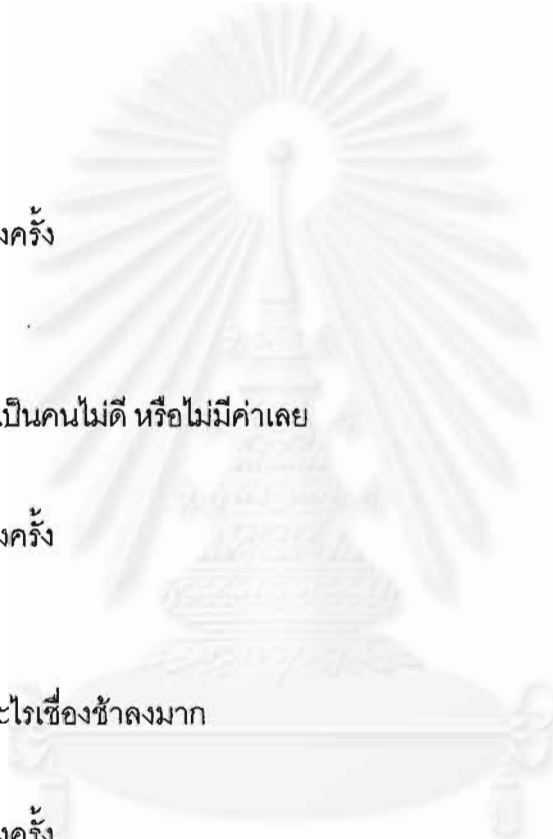 งครั้ง
เป็นคนไม่ดี หรือไม่มีค่าเลย
งครั้ง
ะไรเชื่องช้าลงมาก
งครั้ง